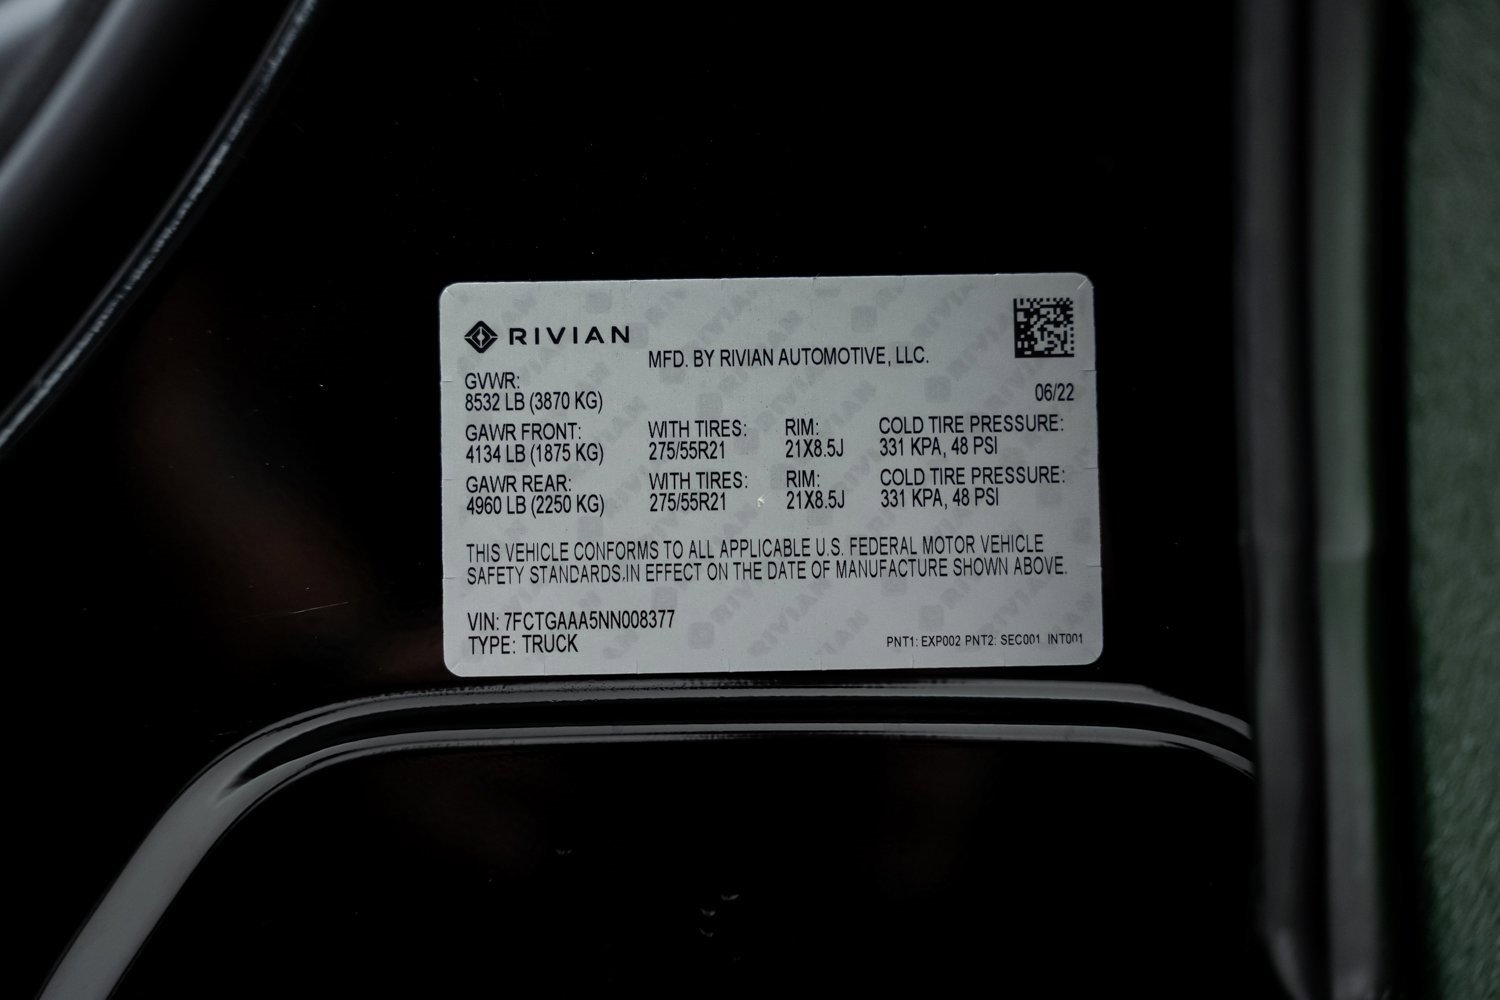 RIVIAN
MFD. BY RIVIAN AUTOMOTIVE, LLC.
GVWR:
8532 LB (3870 KG)
06/22
GAWR FRONT: WITH TIRES: RIM: COLD TIRE PRESSURE:
4134 LB (1875 KG) 275/55R21 21X8.5J 331 KPA, 48 PSI
GAWR REAR: WITH TIRES: RIM: COLD TIRE PRESSURE:
4960 LB (2250 KG) 275/55R21 21X8.5J 331 KPA, 48 PSI
THIS VEHICLE CONFORMS TO ALL APPLICABLE U.S. FEDERAL MOTOR VEHICLE
SAFETY STANDARDS.IN EFFECT ON THE DATE OF MANUFACTURE SHOWN ABOVE.
VIN: 7FCTGAAA5NN008377
TYPE: TRUCK
PNT1: EXP002 PNT2: SEC001 INT001